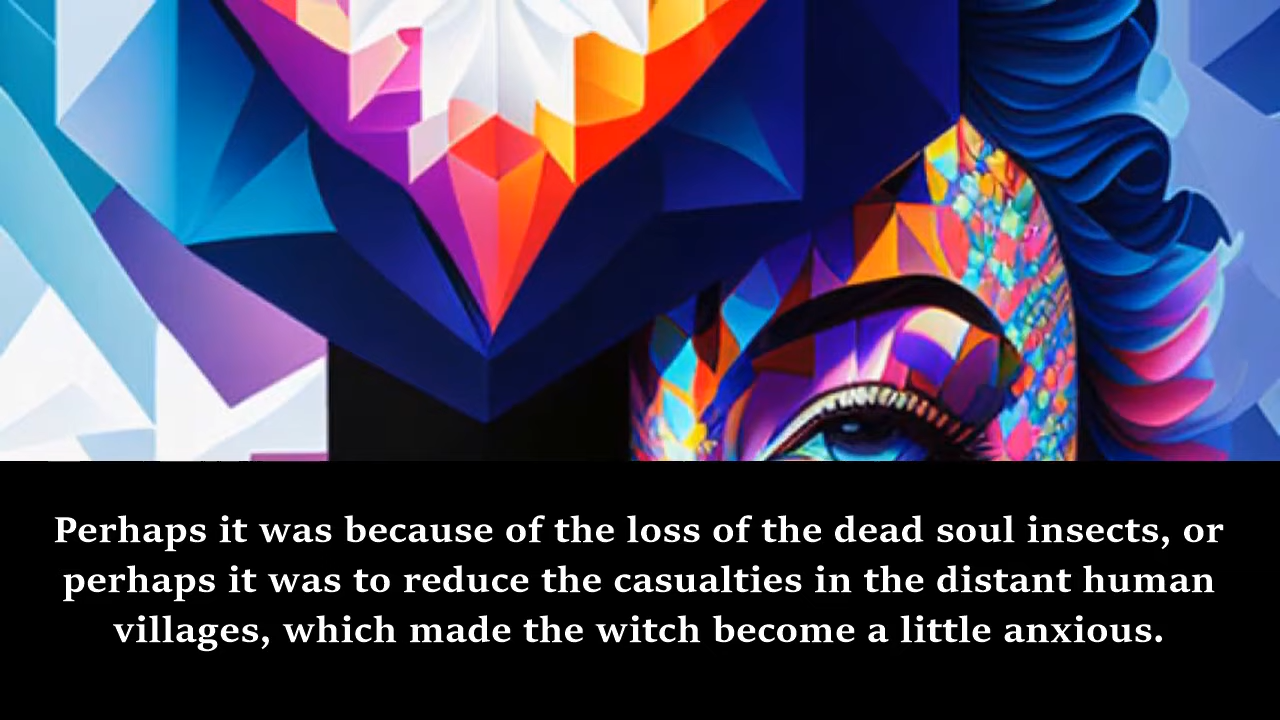 Perhaps it was because of the loss of the dead soul insects, or
perhaps it was to reduce the casualties in the distant human
villages, which made the witch become a little anxious.